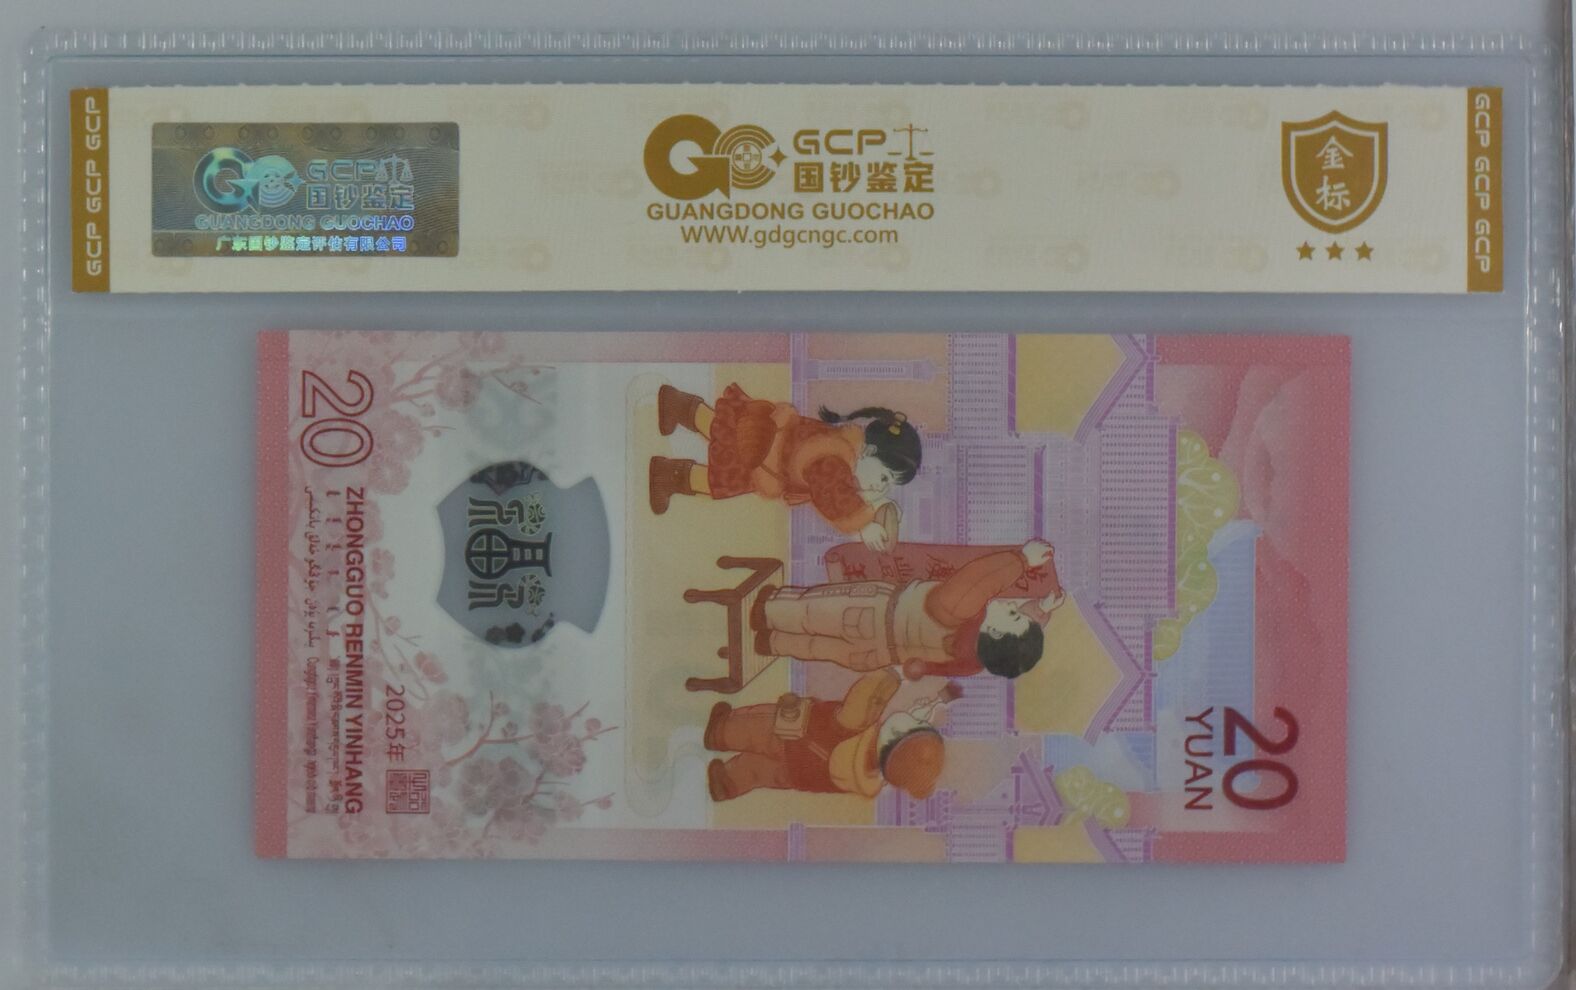 GCP GCP GCP
GCP
国钞鉴定
GUANGDONG GUOCHAO
广东国钞鉴定评估有限公司
GCP
国钞鉴定
GUANGDONG GUOCHAO
WWW.gdgcngc.com
金
标
GCP GCP GCP
20
ZHONGGUO RENMIN YINHANG
2025年
20
YUAN